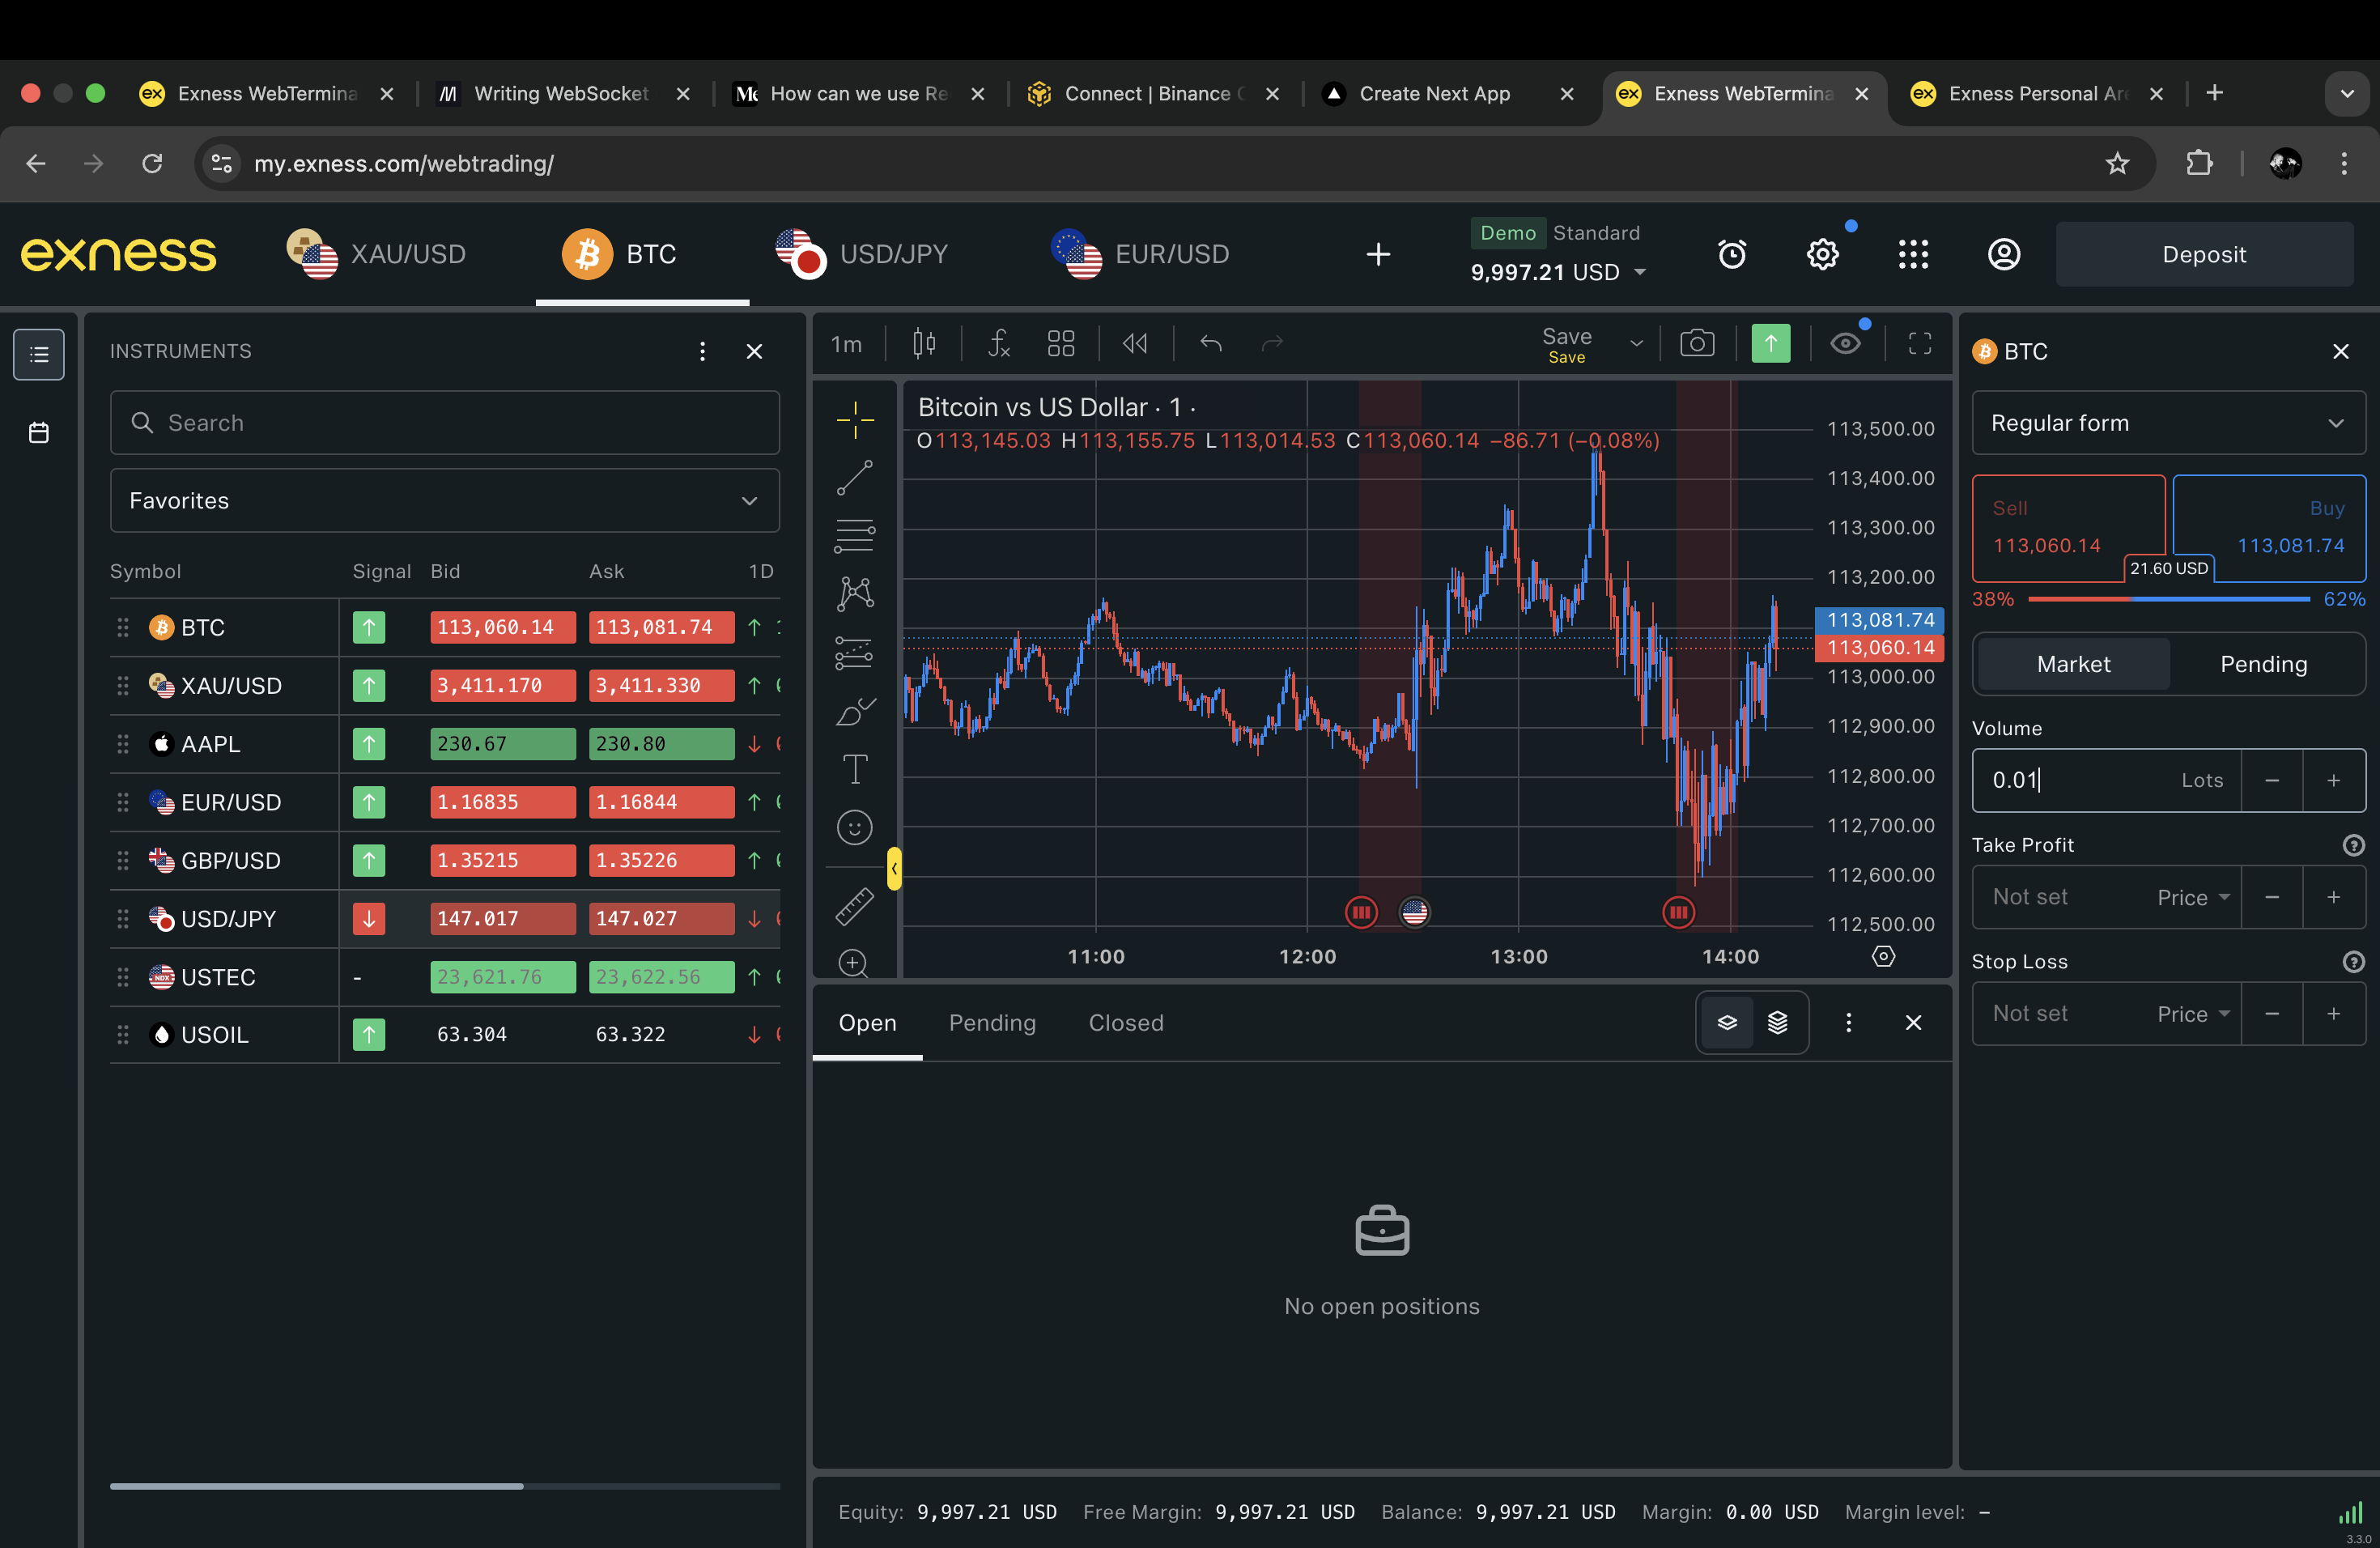 Exness WebTermina
Writing WebSocket
How can we use Re
Connect | Binance
Create Next App
Exness WebTermina
Exness Personal Are
my.exness.com/webtrading/
exness
XAU/USD
BTC
USD/JPY
EUR/USD
Demo Standard
9,997.21 USD
Deposit
INSTRUMENTS
Search
Favorites
Symbol Signal Bid Ask 1D
BTC 113,060.14 113,081.74
XAU/USD 3,411.170 3,411.330
AAPL 230.67 230.80
EUR/USD 1.16835 1.16844
GBP/USD 1.35215 1.35226
USD/JPY 147.017 147.027
USTEC - 23,621.76 23,622.56
USOIL 63.304 63.322
1m
Save
Save
Bitcoin vs US Dollar · 1 ·
O113,145.03 H113,155.75 L113,014.53 C113,060.14 −86.71 (−0.08%)
113,500.00
113,400.00
113,300.00
113,200.00
113,081.74
113,060.14
113,000.00
112,900.00
112,800.00
112,700.00
112,600.00
112,500.00
11:00 12:00 13:00 14:00
Open Pending Closed
No open positions
Equity: 9,997.21 USD Free Margin: 9,997.21 USD Balance: 9,997.21 USD Margin: 0.00 USD Margin level: –
BTC
Regular form
Sell Buy
113,060.14 113,081.74
21.60 USD
38% 62%
Market Pending
Volume
0.01 Lots
Take Profit
Not set Price
Stop Loss
Not set Price
3.3.0